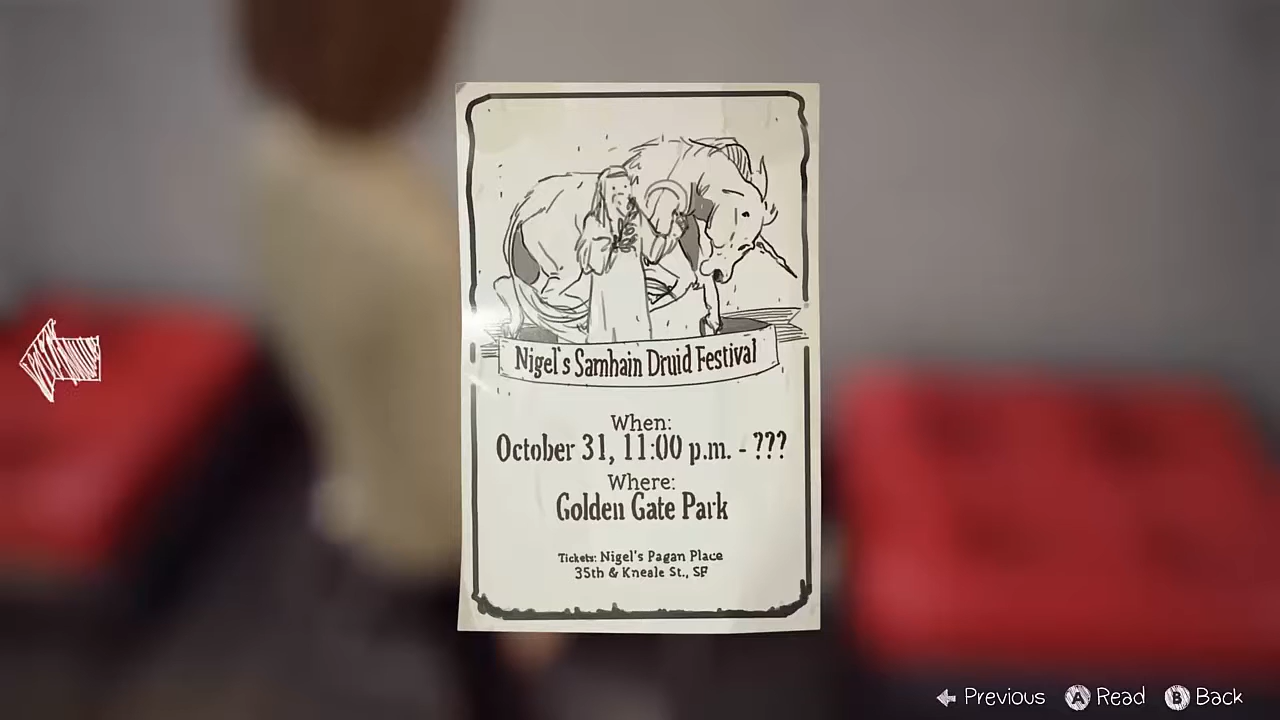 Nigel's Samhain Druid Festival
When:
October 31, 11:00 p.m. - ???
Where:
Golden Gate Park
Tickets: Nigel's Pagan Place
35th & Kneale St., SF
Previous A Read B Back